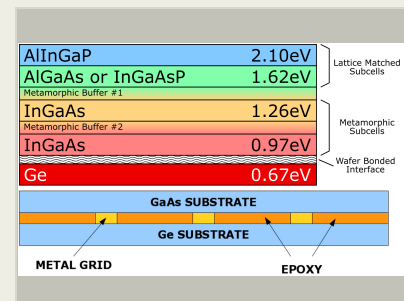 AlInGaP 2.10eV
AlGaAs or InGaAsP 1.62eV
Lattice Matched
Subcells
Metamorphic Buffer #1
InGaAs 1.26eV
Metamorphic Buffer #2
Metamorphic
Subcells
InGaAs 0.97eV
Wafer Bonded
Interface
Ge 0.67eV
GaAs SUBSTRATE
Ge SUBSTRATE
METAL GRID
EPOXY